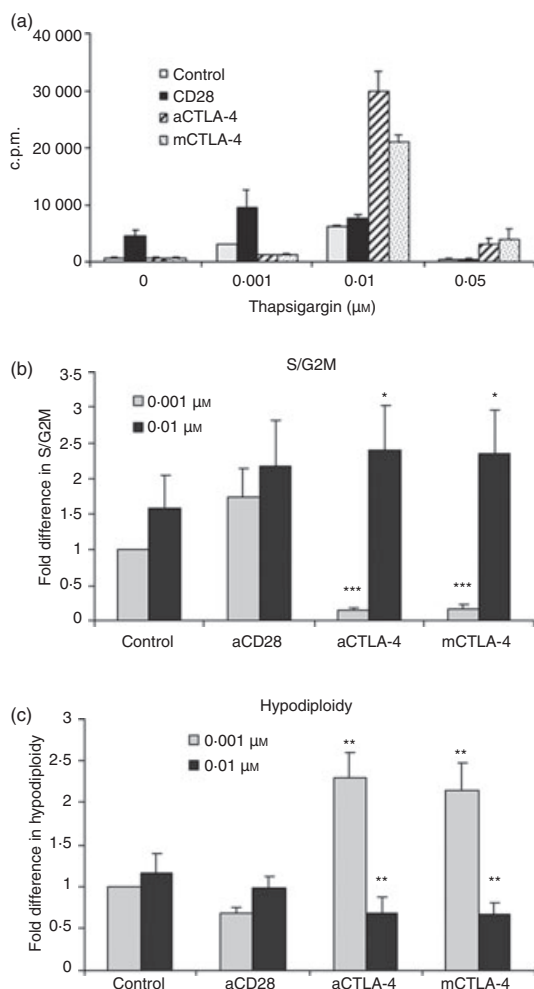 (a)
40 000
30 000
20 000
10 000
0
c.p.m.
Control
CD28
aCTLA-4
mCTLA-4
0 0·001 0·01 0·05
Thapsigargin (μM)
(b)
S/G2M
3·5
3
2·5
2
1·5
1
0·5
0
Fold difference in S/G2M
0·001 μM
0·01 μM
* *
*** ***
Control aCD28 aCTLA-4 mCTLA-4
(c)
Hypodiploidy
3
2·5
2
1·5
1
0·5
0
Fold difference in hypodiploidy
0·001 μM
0·01 μM
** **
** **
Control aCD28 aCTLA-4 mCTLA-4